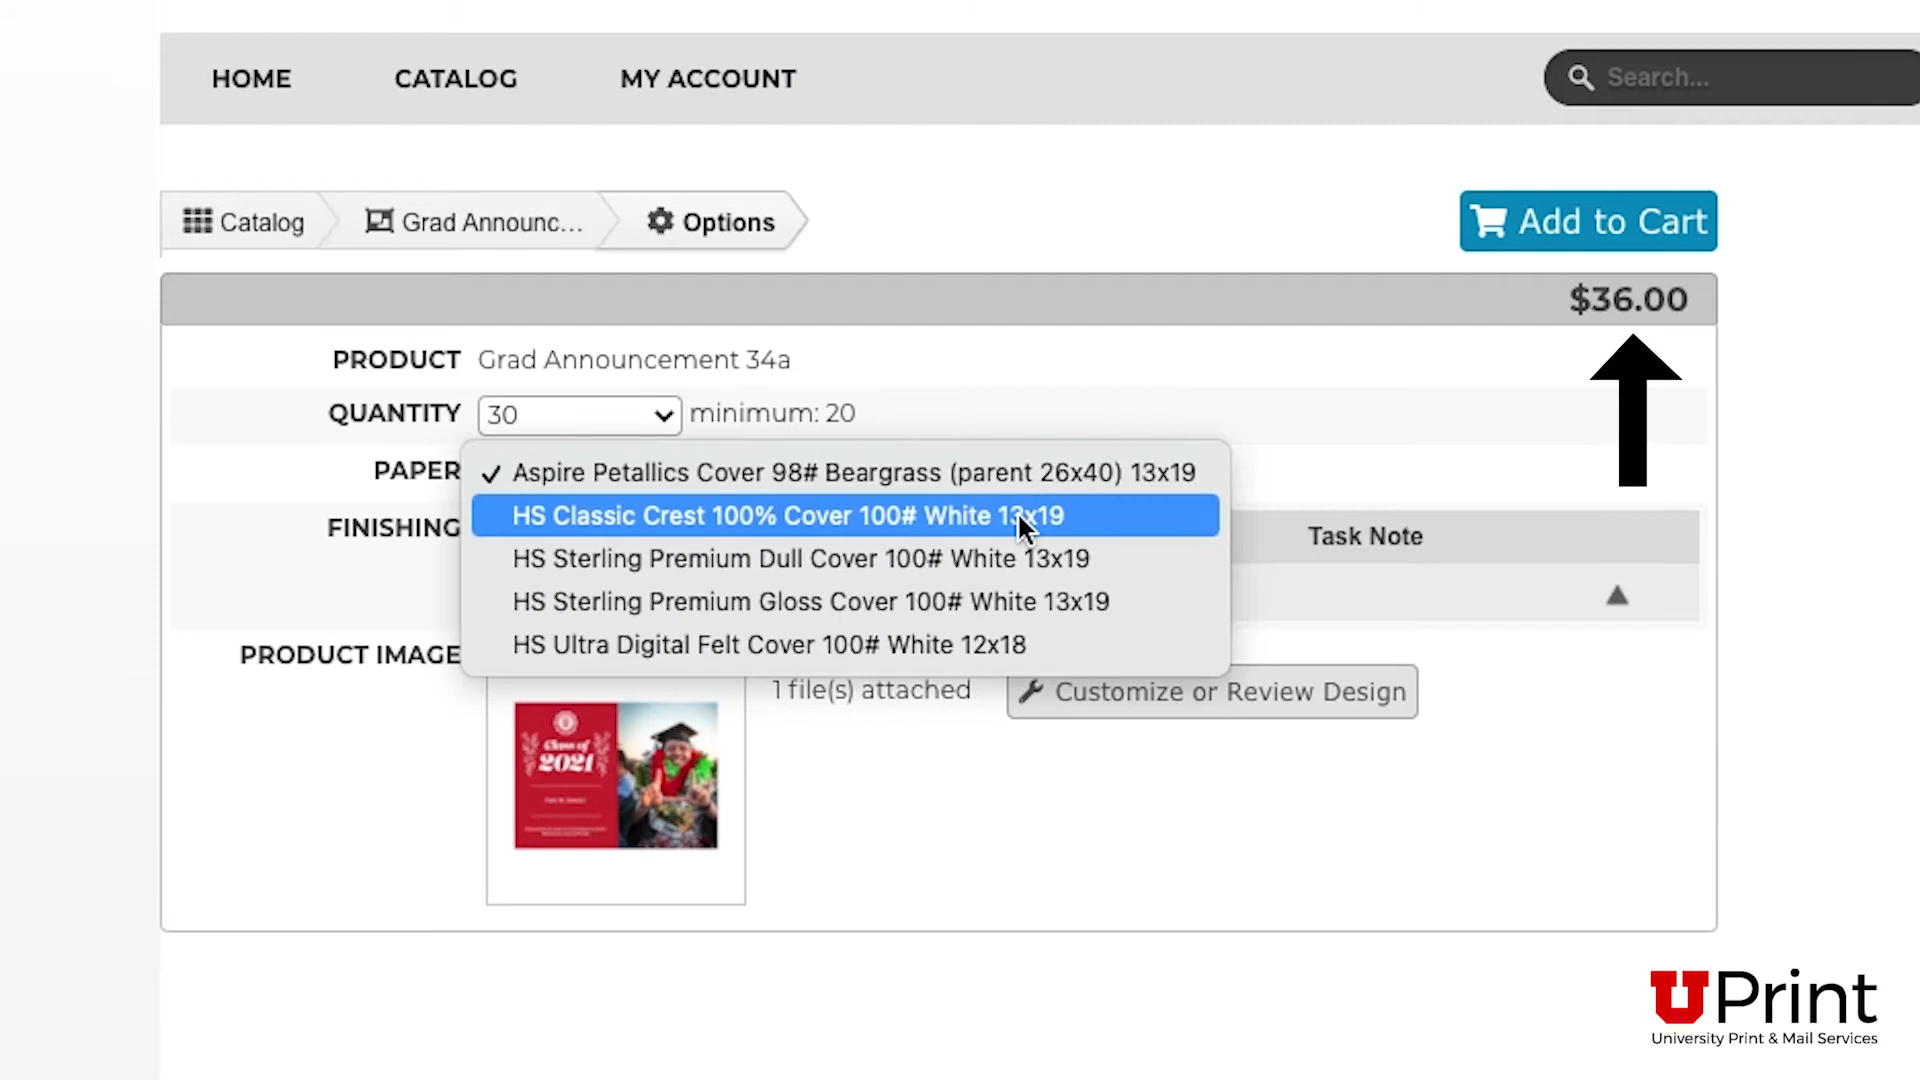 HOME CATALOG MY ACCOUNT Search...
Catalog Grad Announc... Options Add to Cart
$36.00
PRODUCT Grad Announcement 34a
QUANTITY 30 minimum: 20
PAPER ✓ Aspire Petallics Cover 98# Beargrass (parent 26x40) 13x19
HS Classic Crest 100% Cover 100# White 13x19
FINISHING Task Note
HS Sterling Premium Dull Cover 100# White 13x19
HS Sterling Premium Gloss Cover 100# White 13x19
HS Ultra Digital Felt Cover 100# White 12x18
PRODUCT IMAGE
1 file(s) attached Customize or Review Design
Class of
2021
UPrint
University Print & Mail Services